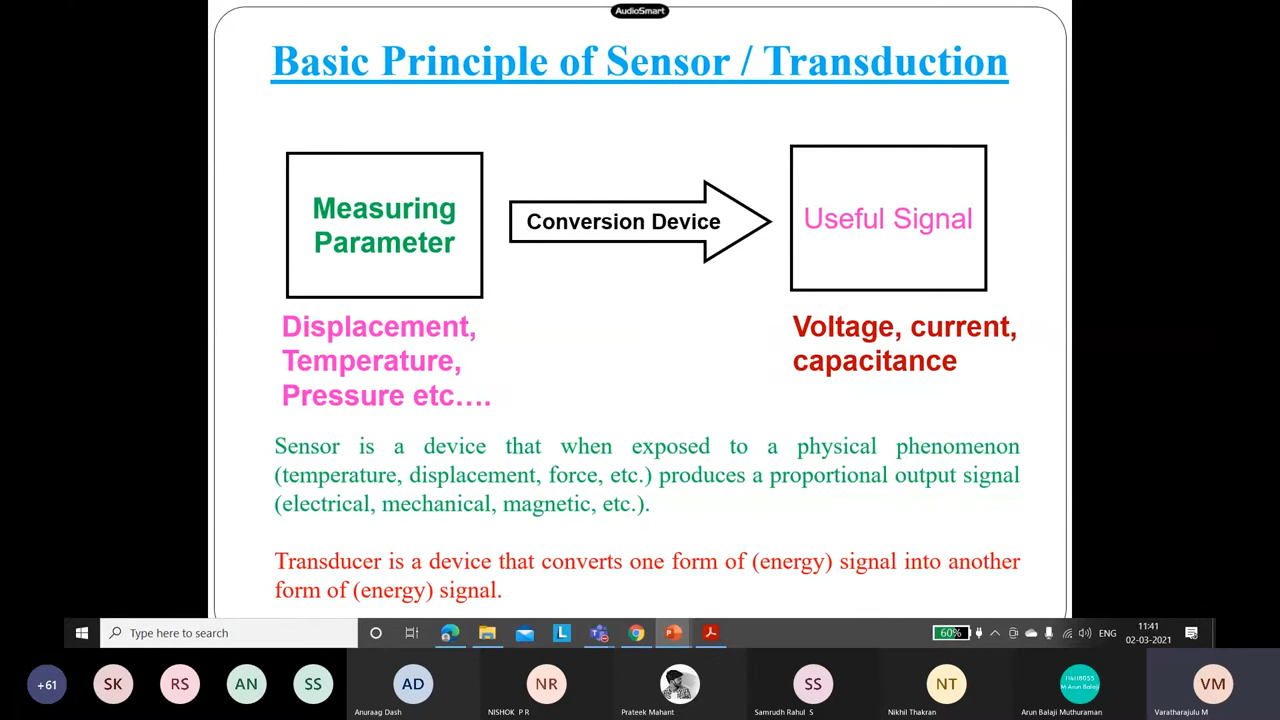 AudioSmart
Basic Principle of Sensor / Transduction
Measuring
Parameter
Conversion Device
Useful Signal
Displacement,
Temperature,
Pressure etc….
Voltage, current,
capacitance
Sensor is a device that when exposed to a physical phenomenon
(temperature, displacement, force, etc.) produces a proportional output signal
(electrical, mechanical, magnetic, etc.).
Transducer is a device that converts one form of (energy) signal into another
form of (energy) signal.
Type here to search
L
60%
ENG
11:41
02-03-2021
+61
SK
RS
AN
SS
AD
NR
SS
NT
M Arun Balaji
VM
Anuraag Dash
NISHOK P R
Prateek Mahant
Samrudh Rahul S
Nikhil Thakran
Arun Balaji Muthuraman
Varatharajulu M